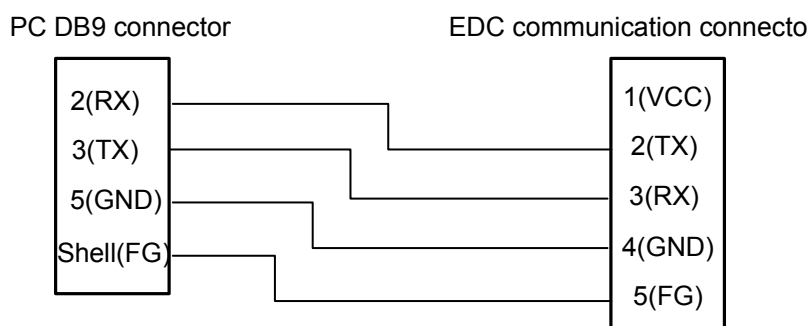 PC DB9 connector
EDC communication connecto
2(RX)
3(TX)
5(GND)
Shell(FG)
1(VCC)
2(TX)
3(RX)
4(GND)
5(FG)